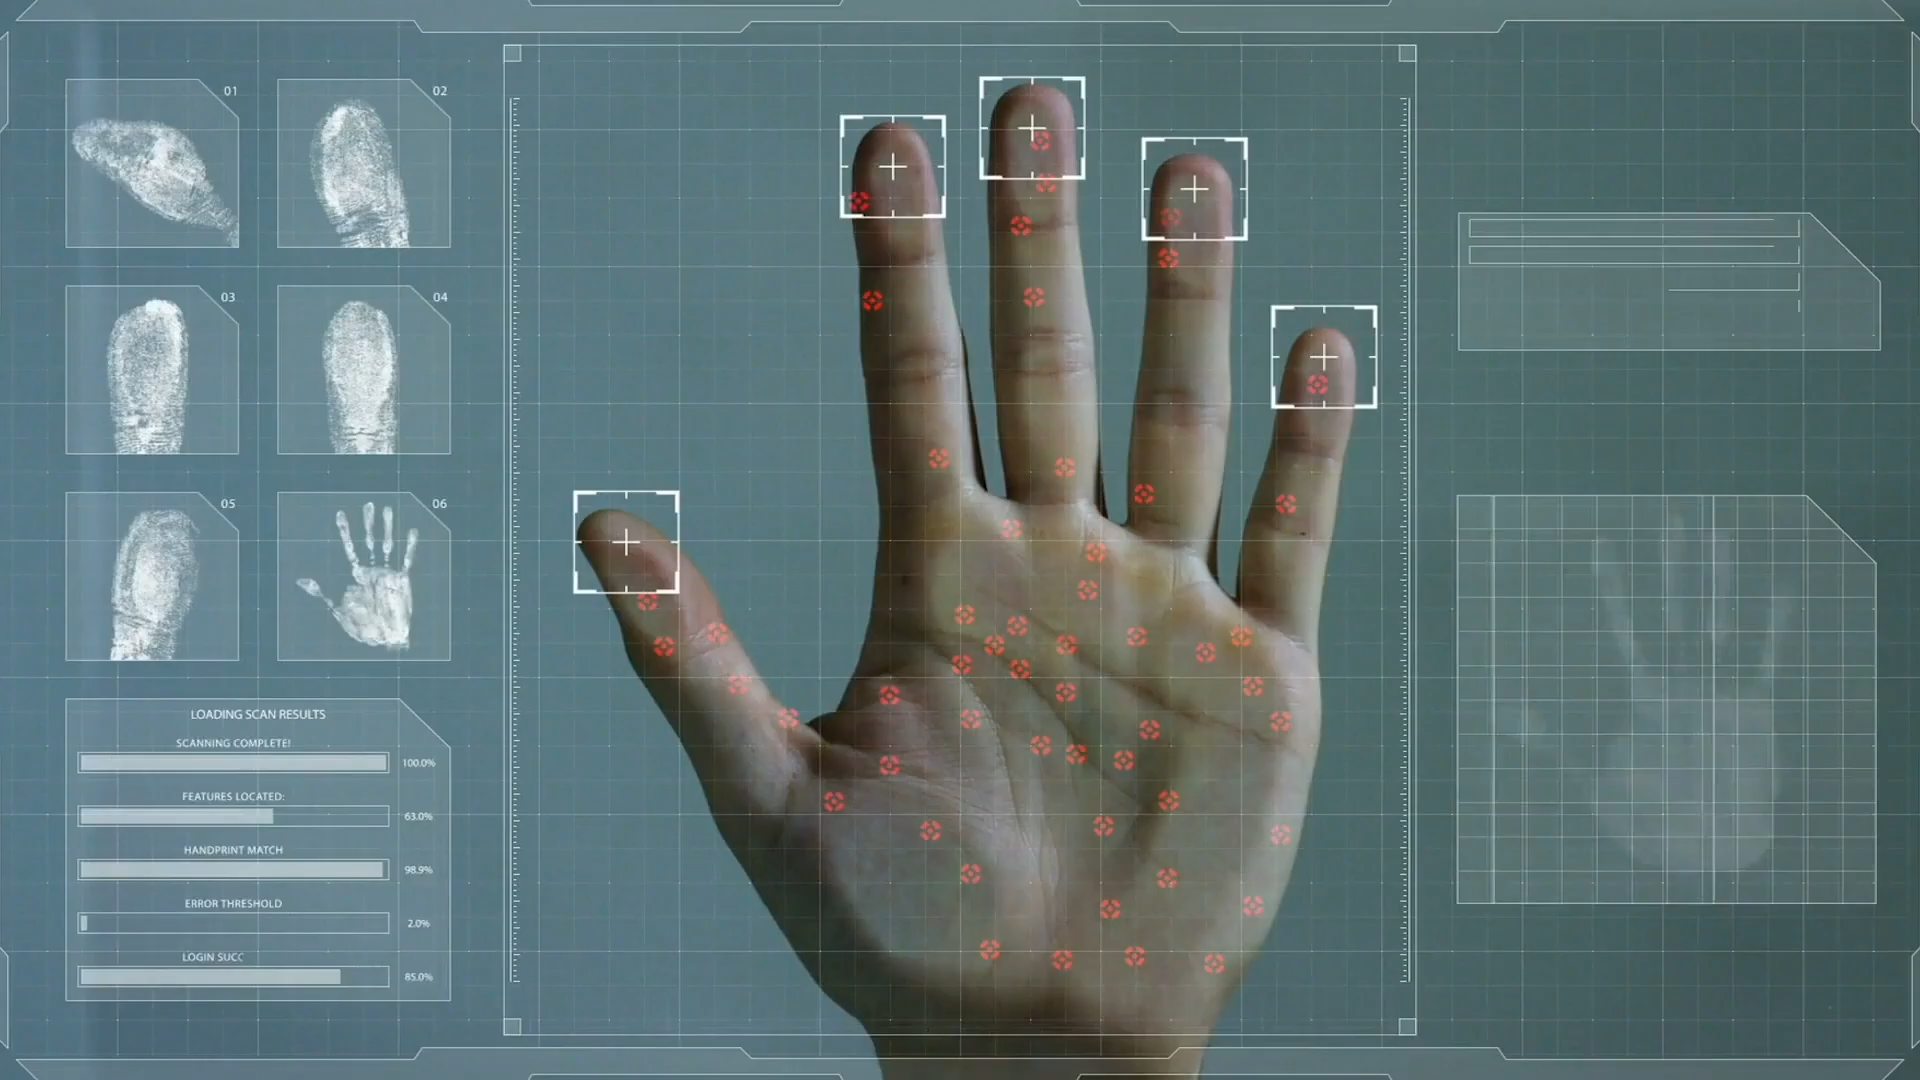 01
02
03
04
05
06
LOADING SCAN RESULTS
SCANNING COMPLETE!
100.0%
FEATURES LOCATED:
63.0%
HANDPRINT MATCH
98.9%
ERROR THRESHOLD
2.0%
LOGIN SUCC
85.0%